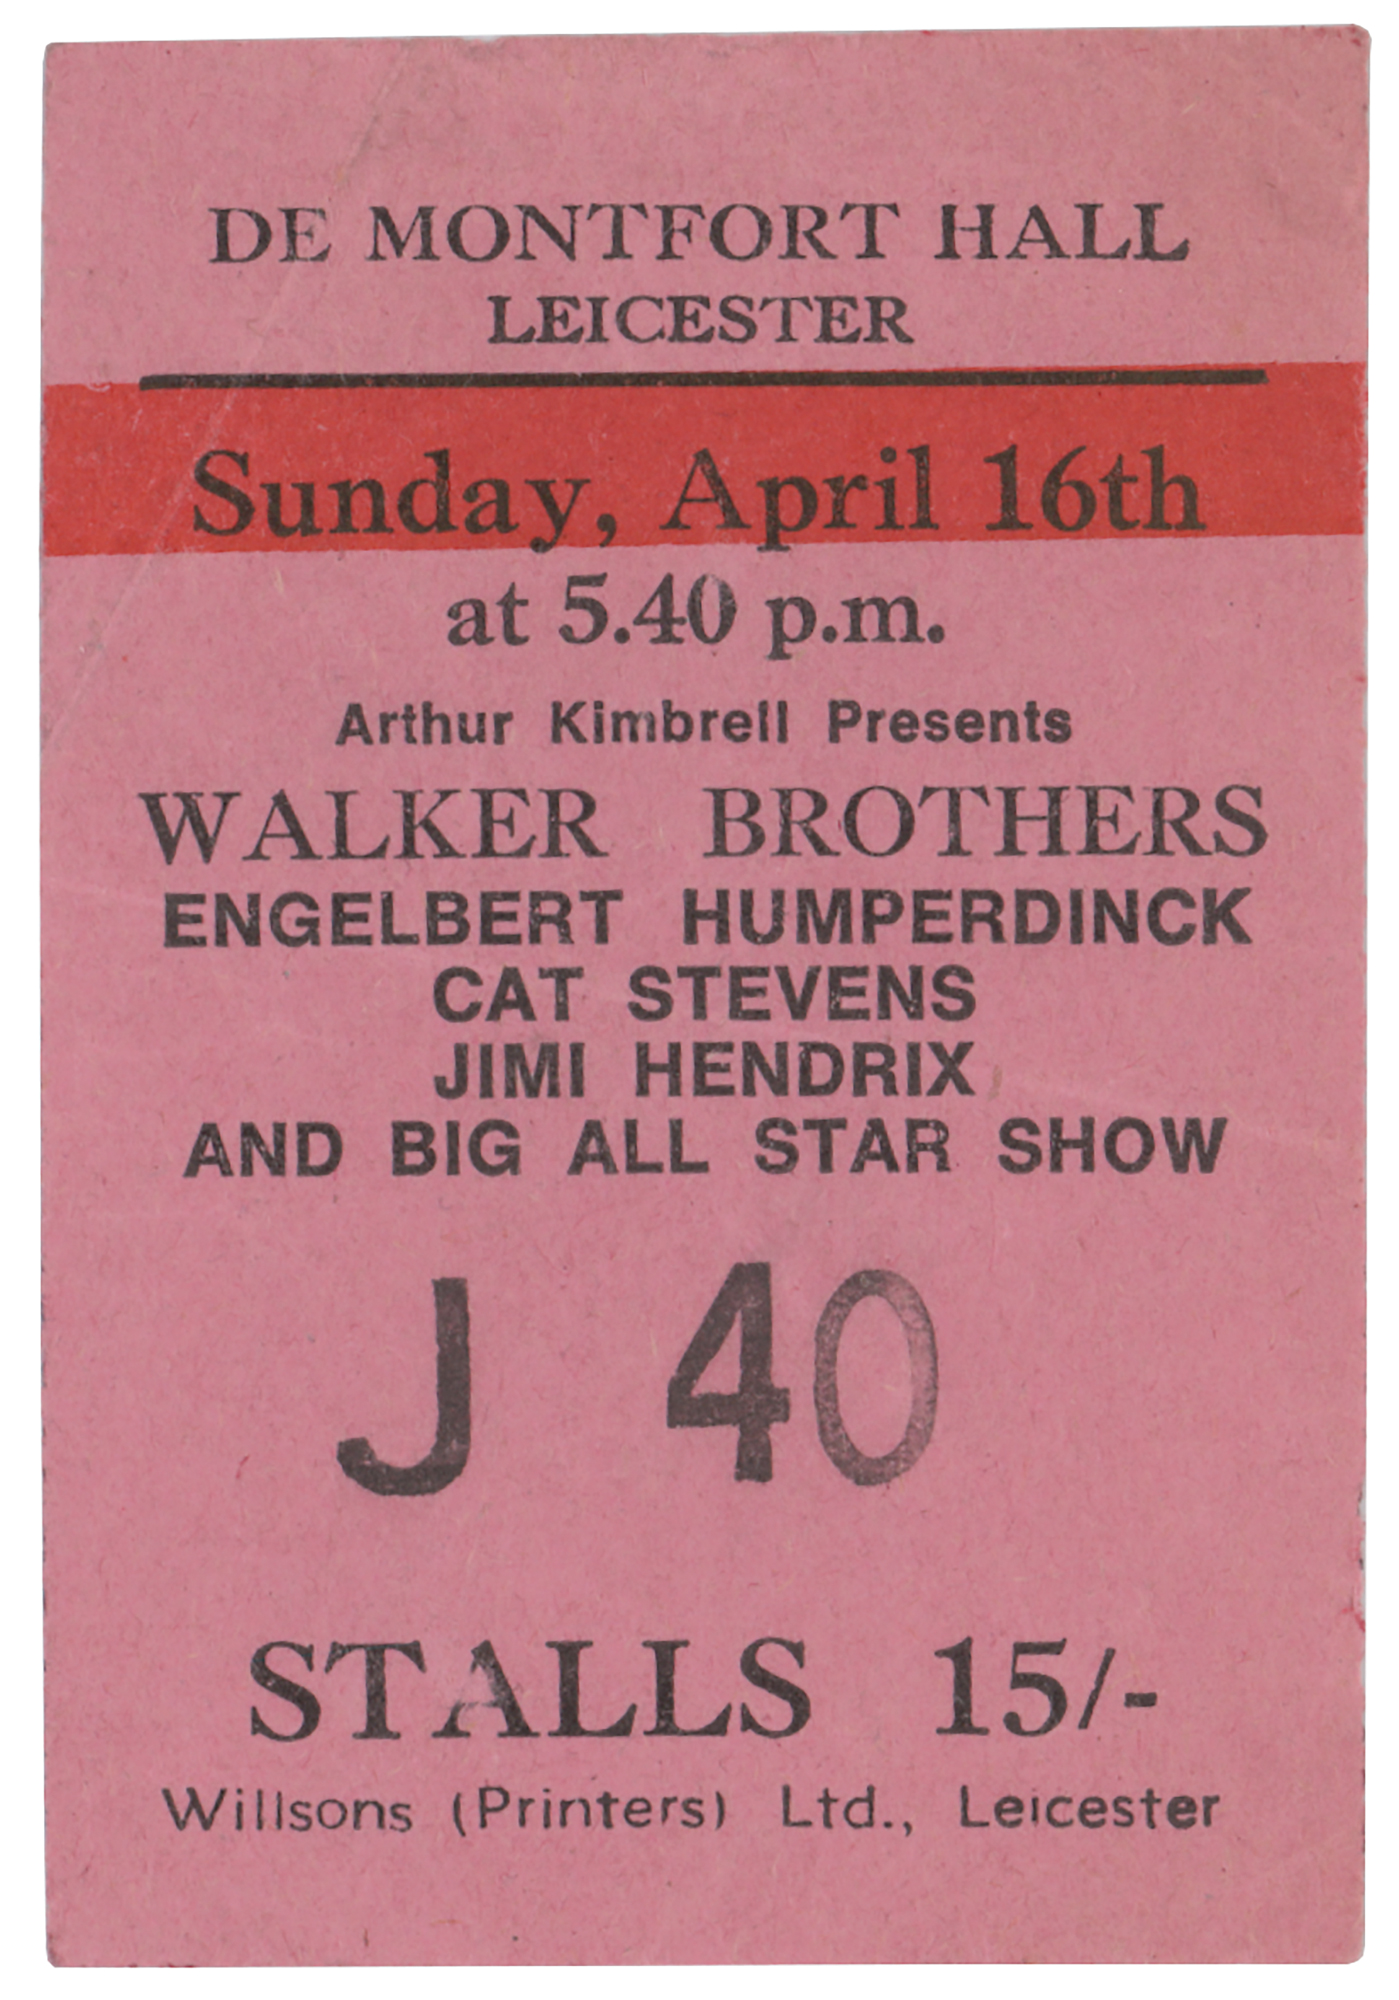 DE MONTFORT HALL
LEICESTER
Sunday, April 16th
at 5.40 p.m.
Arthur Kimbrell Presents
WALKER BROTHERS
ENGELBERT HUMPERDINCK
CAT STEVENS
JIMI HENDRIX
AND BIG ALL STAR SHOW
J 40
STALLS 15/-
Willsons (Printers) Ltd., Leicester